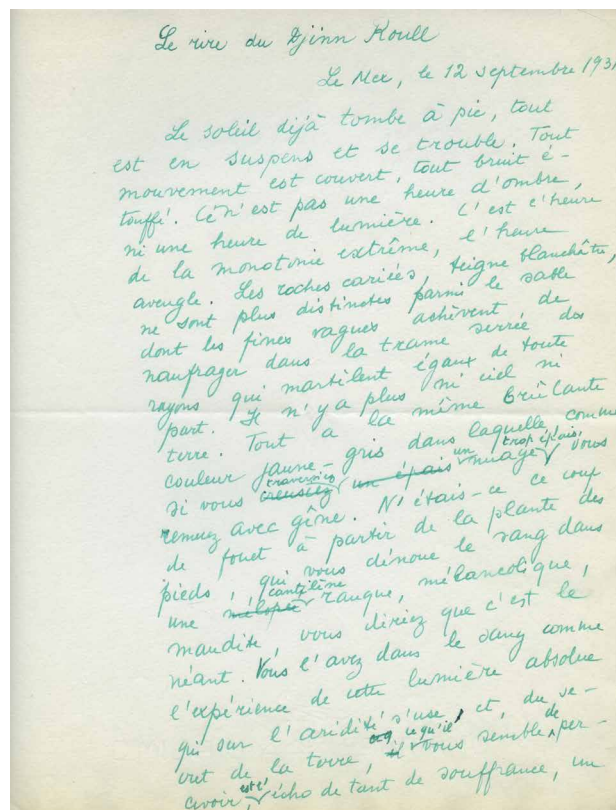 Le rire du Djinn Roull
Le Mex, le 12 septembre 193
Le soleil déjà tombe à pic, tout
est en suspens et se trouble. Tout
mouvement est couvert, tout bruit é-
touffé. Ce n'est pas une heure d'ombre,
ni une heure de lumière. C'est l'heure
de la monotonie extrême, l'heure
aveugle. Les roches cariées, teigne blanchâtre,
ne sont plus distinctes parmi le sable
dont les fines vagues achèvent de
naufrager dans la trame serrée des
rayons qui martèlent égaux de toute
part. Il n'y a plus ni ciel ni
terre. Tout a la même brûlante
couleur jaune-gris dans laquelle comme
si vous traversiez un nuage trop épais, vous
remuez avec gêne. N'étais-ce ce coup
de fouet à partir de la plante des
pieds, qui vous dénoue le sang dans
une cantilène rauque, mélancolique,
maudite, vous diriez que c'est le
néant. Vous l'avez dans le sang comme
l'expérience de cette lumière absolue
qui sur l'aridité s'use et, du se-
cret de la terre, ce qu'il vous semble de per-
cevoir, est l'écho de tant de souffrance, un